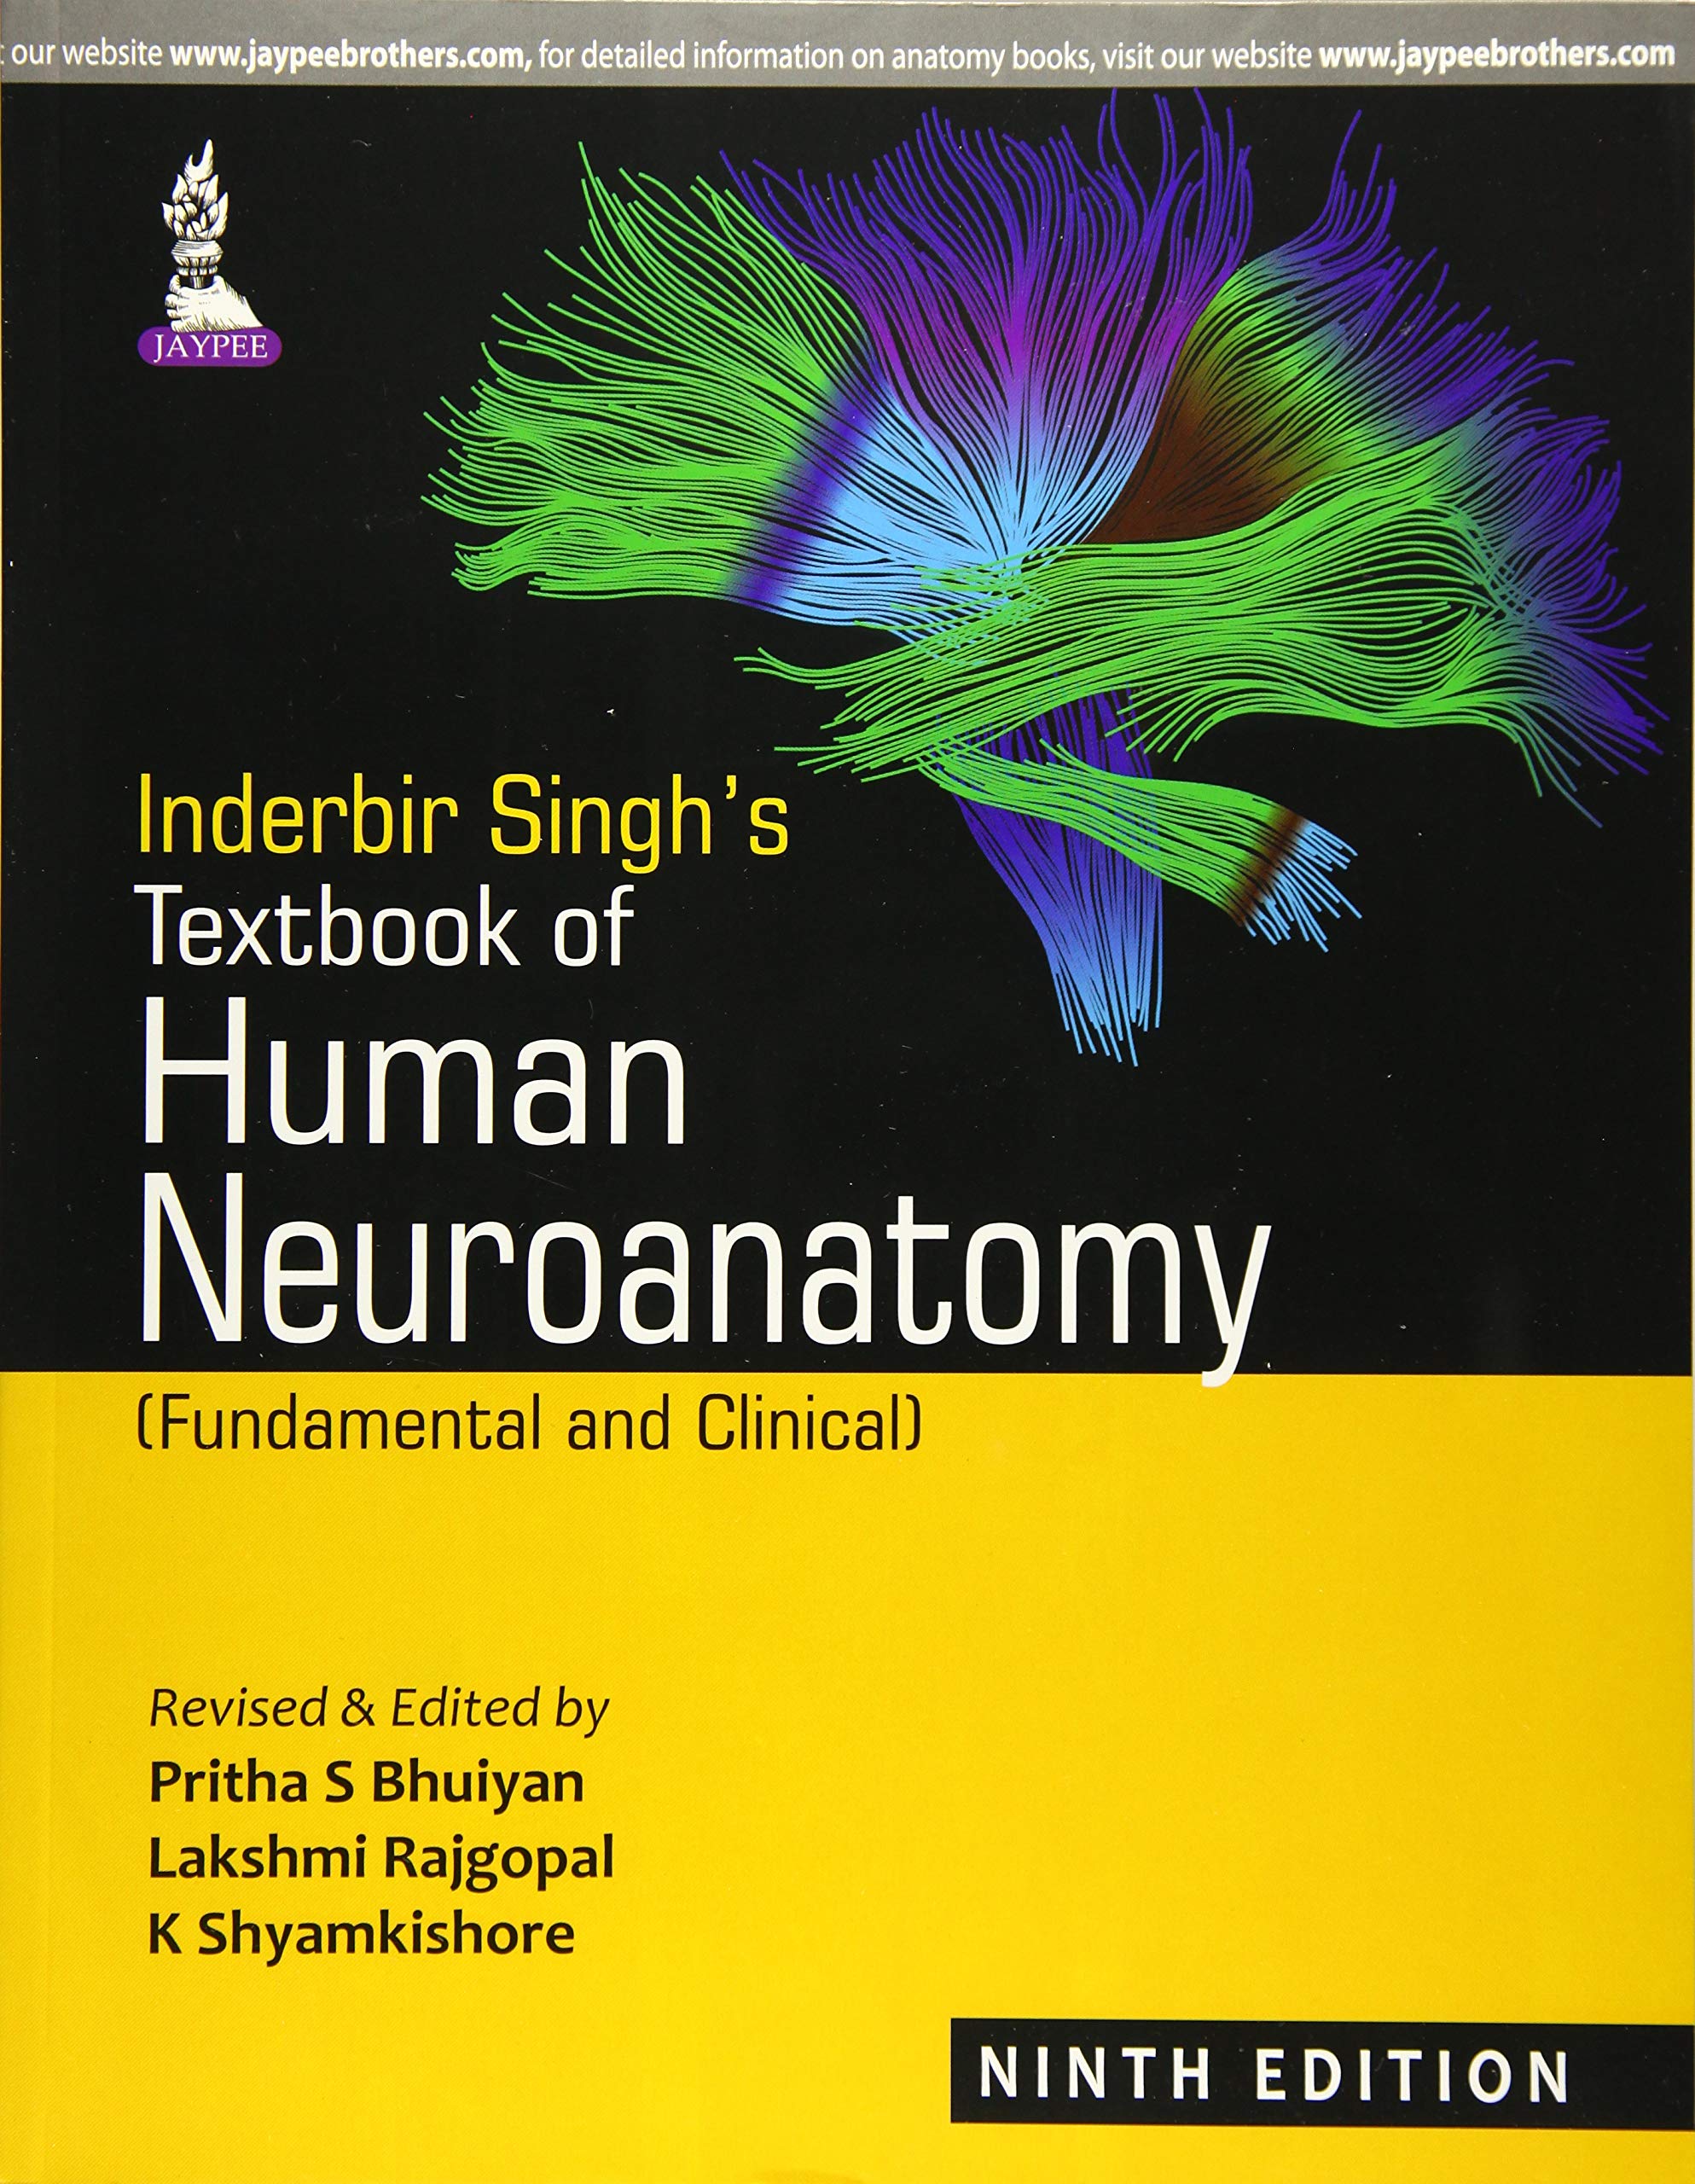 our website www.jaypeebrothers.com, for detailed information on anatomy books, visit our website www.jaypeebrothers.com
JAYPEE
Inderbir Singh's
Textbook of
Human
Neuroanatomy
(Fundamental and Clinical)
Revised & Edited by
Pritha S Bhuiyan
Lakshmi Rajgopal
K Shyamkishore
NINTH EDITION